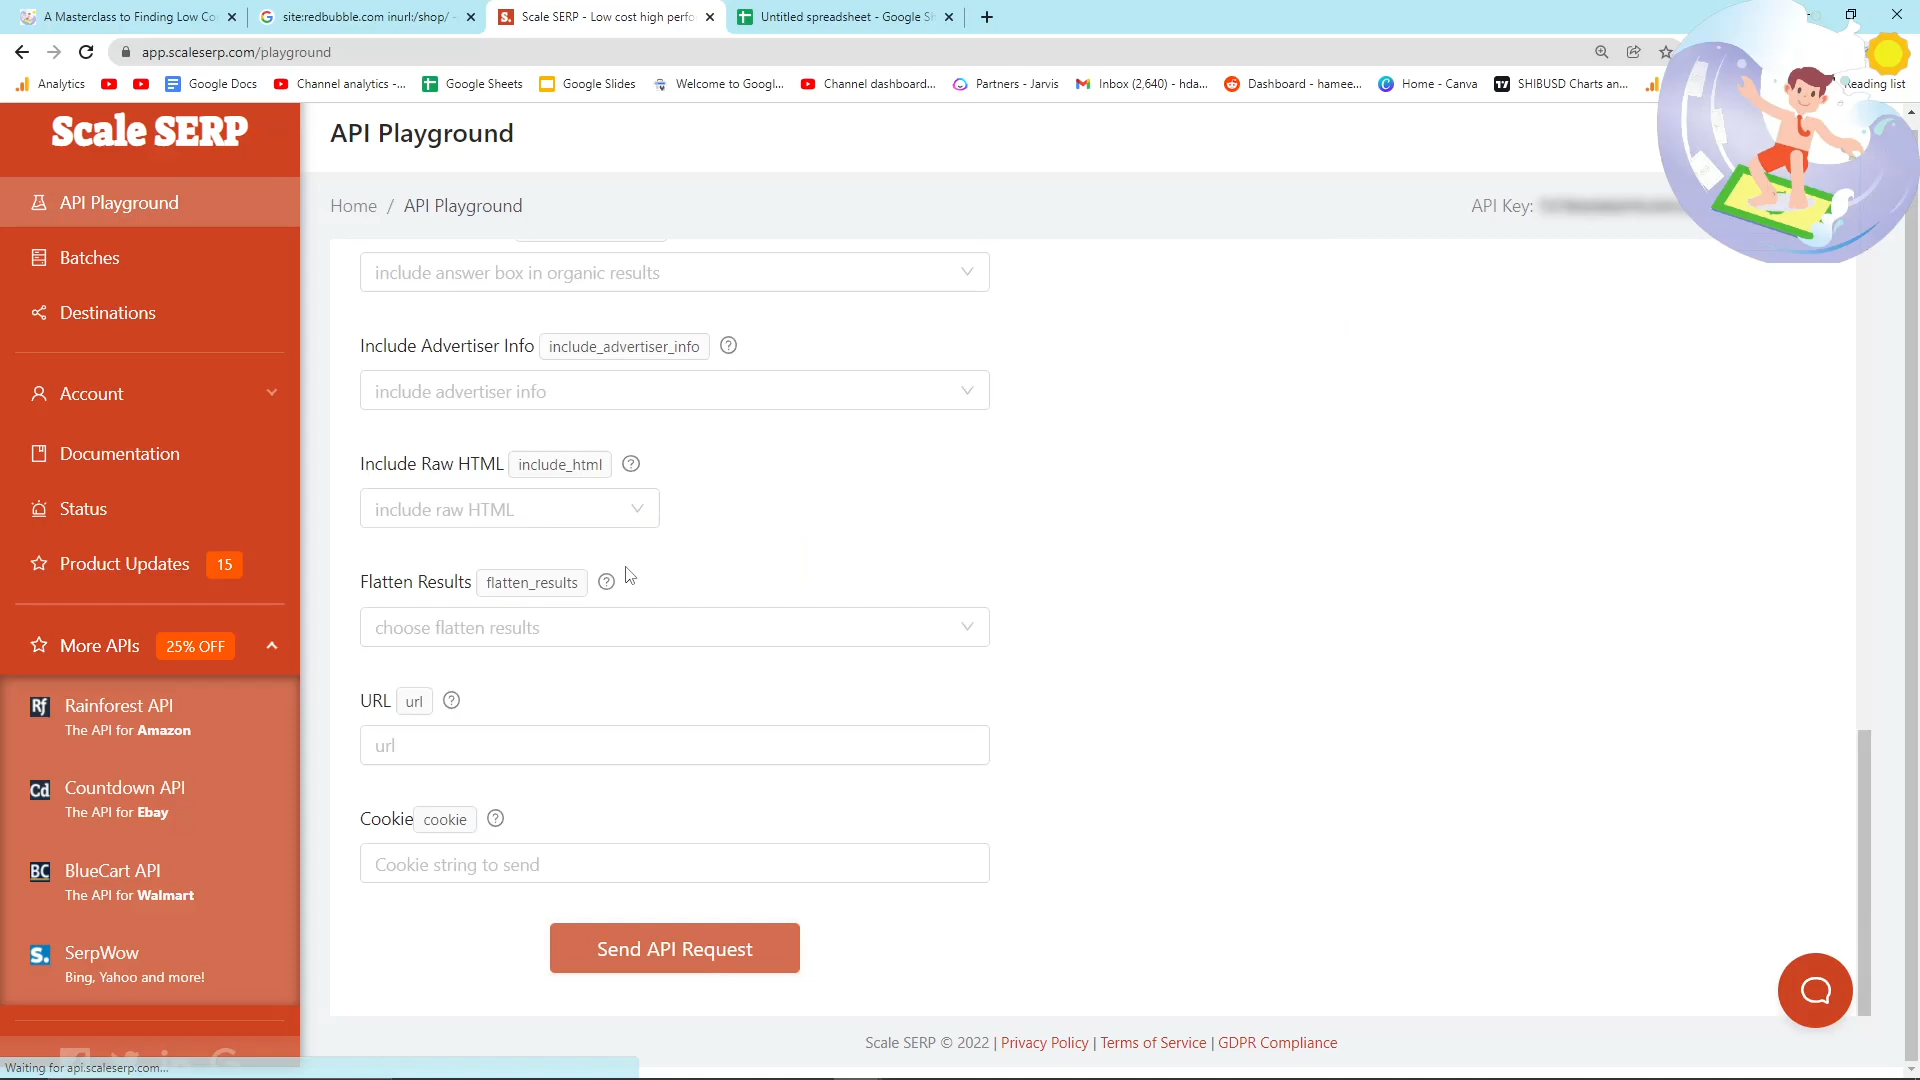 A Masterclass to Finding Low Co
site:redbubble.com inurl:/shop/ -
Scale SERP - Low cost high perfo
Untitled spreadsheet - Google Sh
app.scaleserp.com/playground
Analytics
Google Docs
Channel analytics -...
Google Sheets
Google Slides
Welcome to Googl...
Channel dashboard...
Partners - Jarvis
Inbox (2,640) - hda...
Dashboard - hamee...
Home - Canva
SHIBUSD Charts an...
Reading list
Scale SERP
API Playground
Batches
Destinations
Account
Documentation
Status
Product Updates 15
More APIs 25% OFF
Rf Rainforest API
The API for Amazon
Cd Countdown API
The API for Ebay
BC BlueCart API
The API for Walmart
S. SerpWow
Bing, Yahoo and more!
API Playground
Home / API Playground
API Key:
include answer box in organic results
Include Advertiser Info include_advertiser_info
include advertiser info
Include Raw HTML include_html
include raw HTML
Flatten Results flatten_results
choose flatten results
URL url
url
Cookie cookie
Cookie string to send
Send API Request
Scale SERP © 2022 | Privacy Policy | Terms of Service | GDPR Compliance
Waiting for api.scaleserp.com...